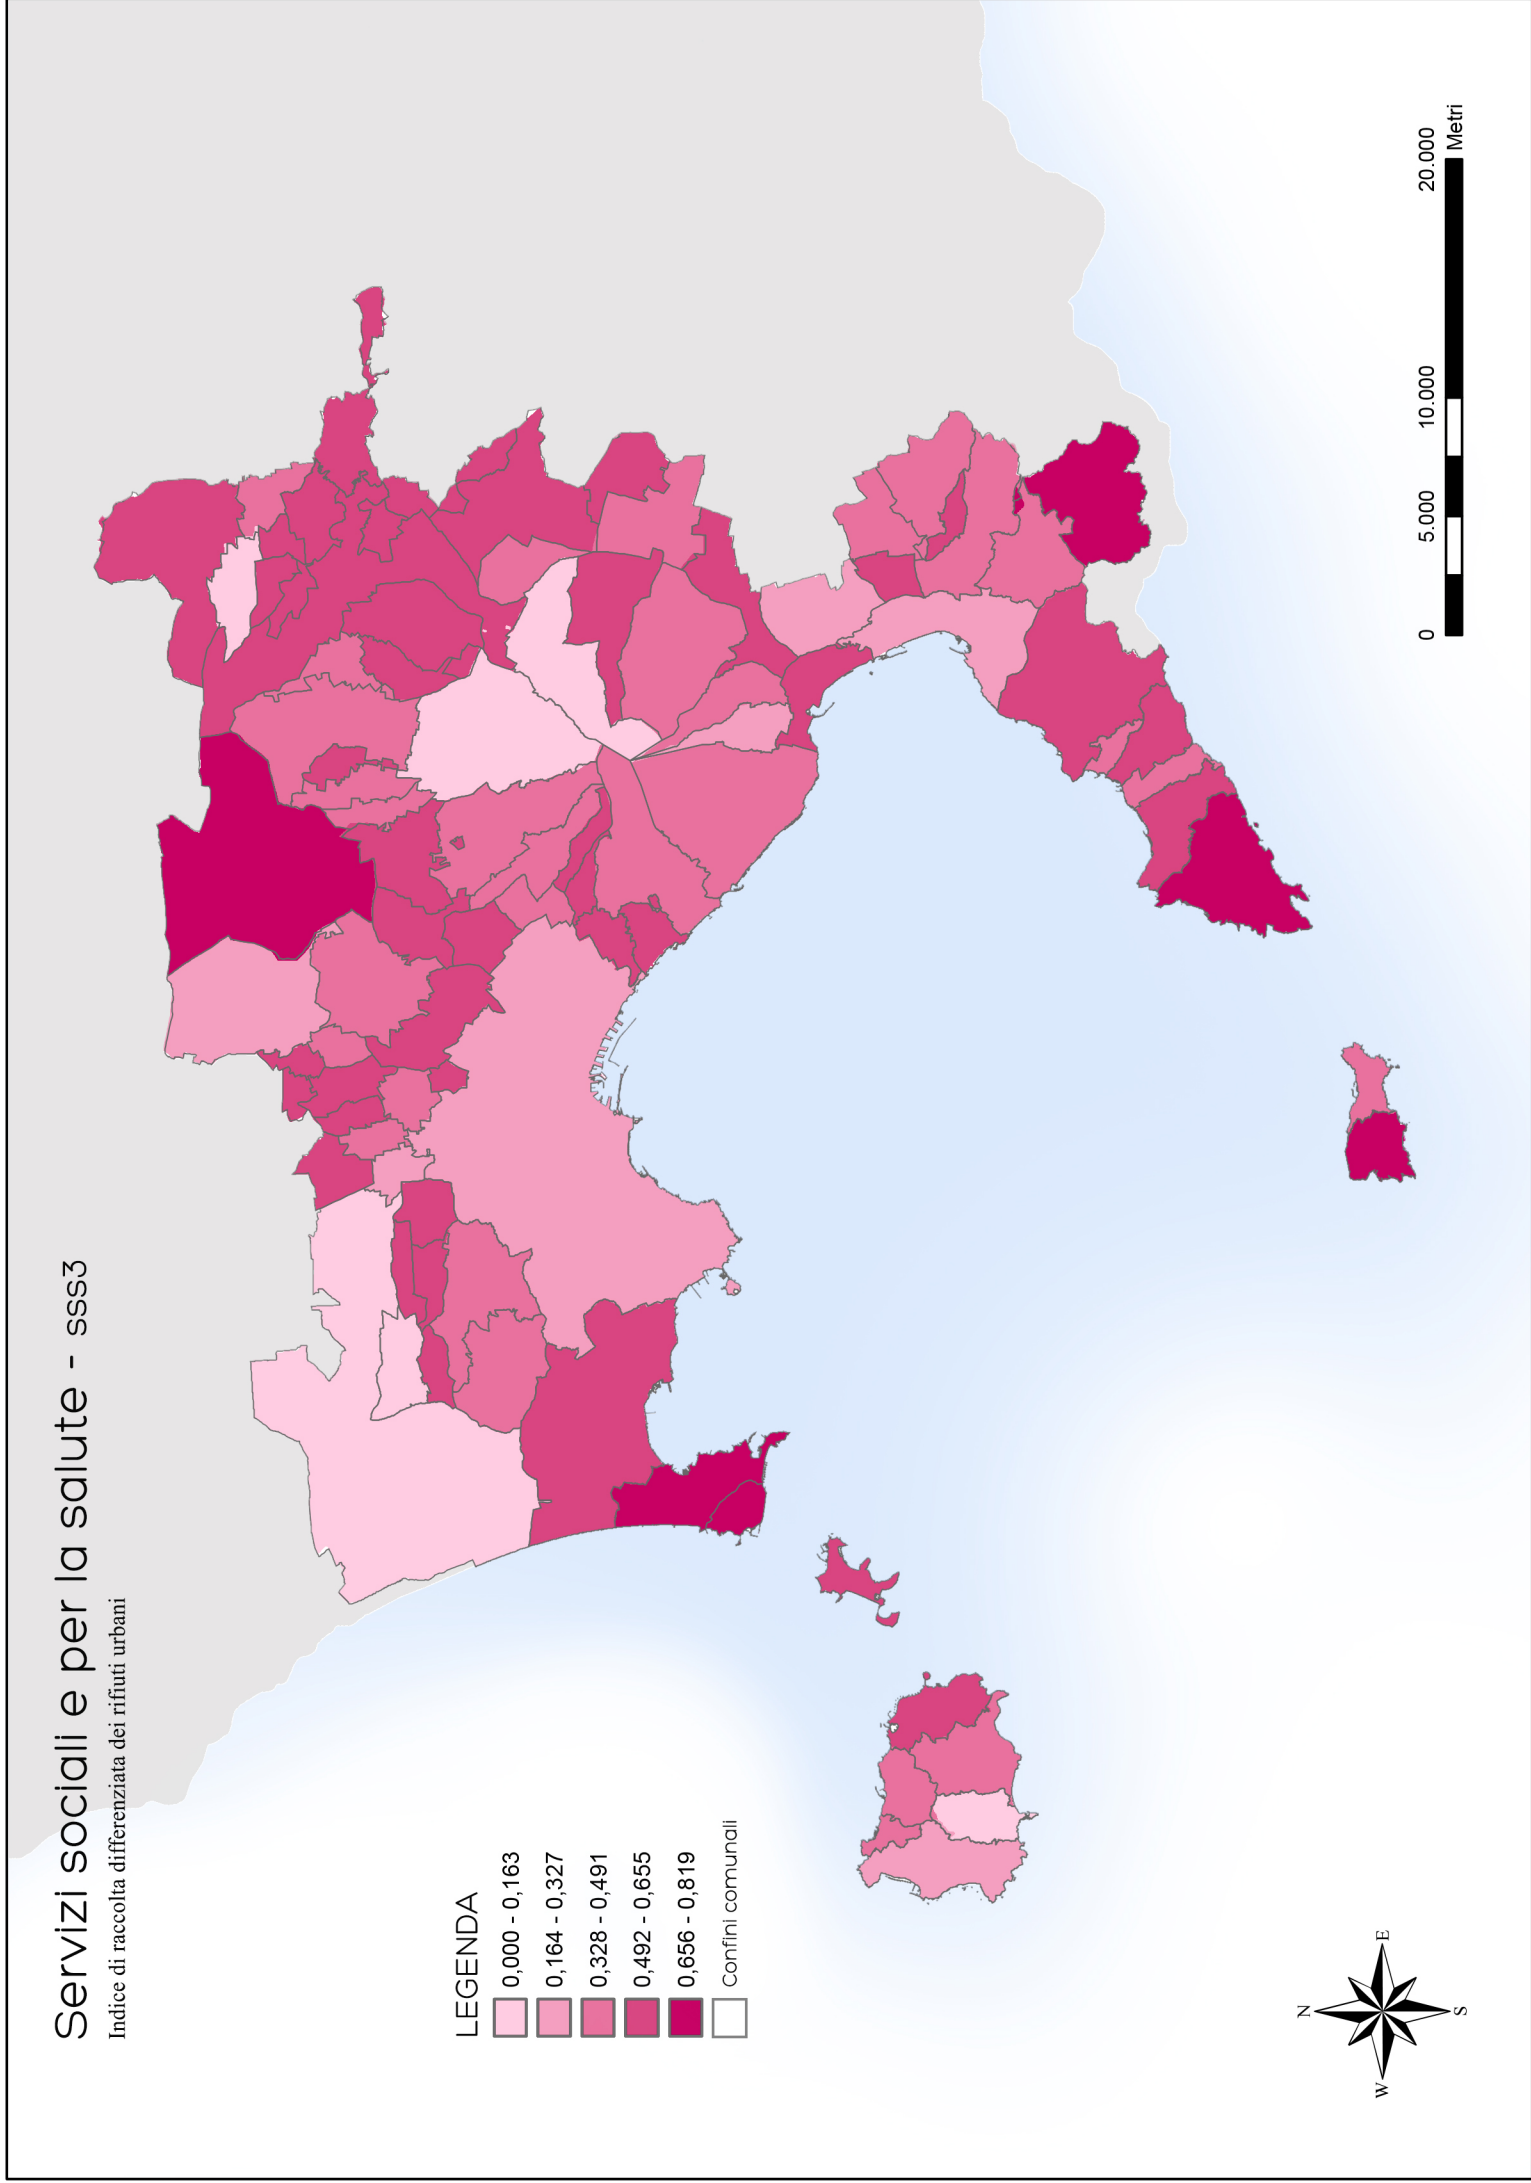 Servizi sociali e per la salute - sss3
Indice di raccolta differenziata dei rifiuti urbani
LEGENDA
0,000 - 0,163
0,164 - 0,327
0,328 - 0,491
0,492 - 0,655
0,656 - 0,819
Confini comunali
N
W
E
S
0
5.000
10.000
20.000
Metri